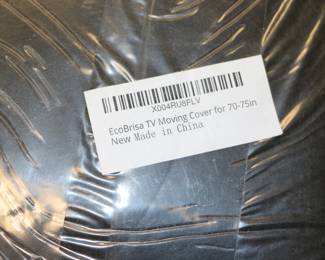 X004RU8FLV
EcoBrisa TV Moving Cover for 70-75in
New Made in China